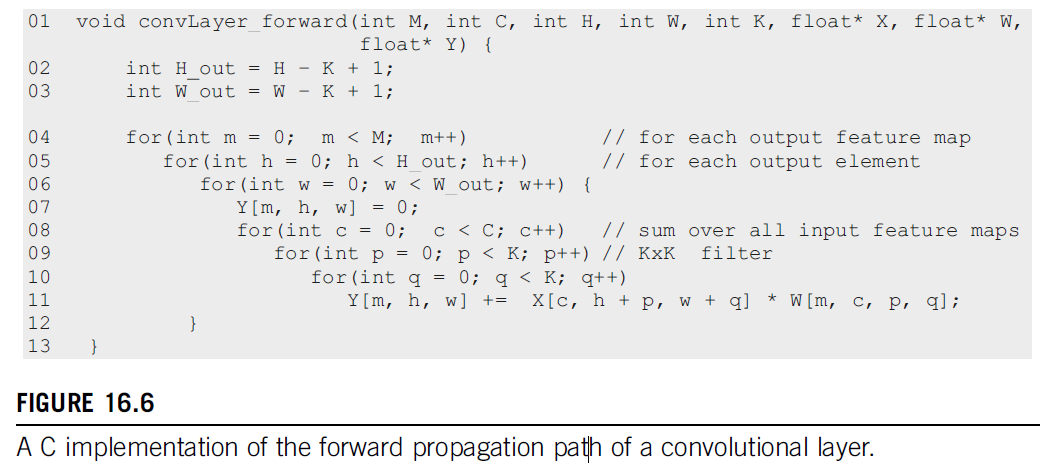 01 void convLayer_forward(int M, int C, int H, int W, int K, float* X, float* W,
float* Y) {
02 int H_out = H - K + 1;
03 int W_out = W - K + 1;
04 for(int m = 0; m < M; m++) // for each output feature map
05 for(int h = 0; h < H_out; h++) // for each output element
06 for(int w = 0; w < W_out; w++) {
07 Y[m, h, w] = 0;
08 for(int c = 0; c < C; c++) // sum over all input feature maps
09 for(int p = 0; p < K; p++) // KxK filter
10 for(int q = 0; q < K; q++)
11 Y[m, h, w] += X[c, h + p, w + q] * W[m, c, p, q];
12 }
13 }
FIGURE 16.6
A C implementation of the forward propagation path of a convolutional layer.